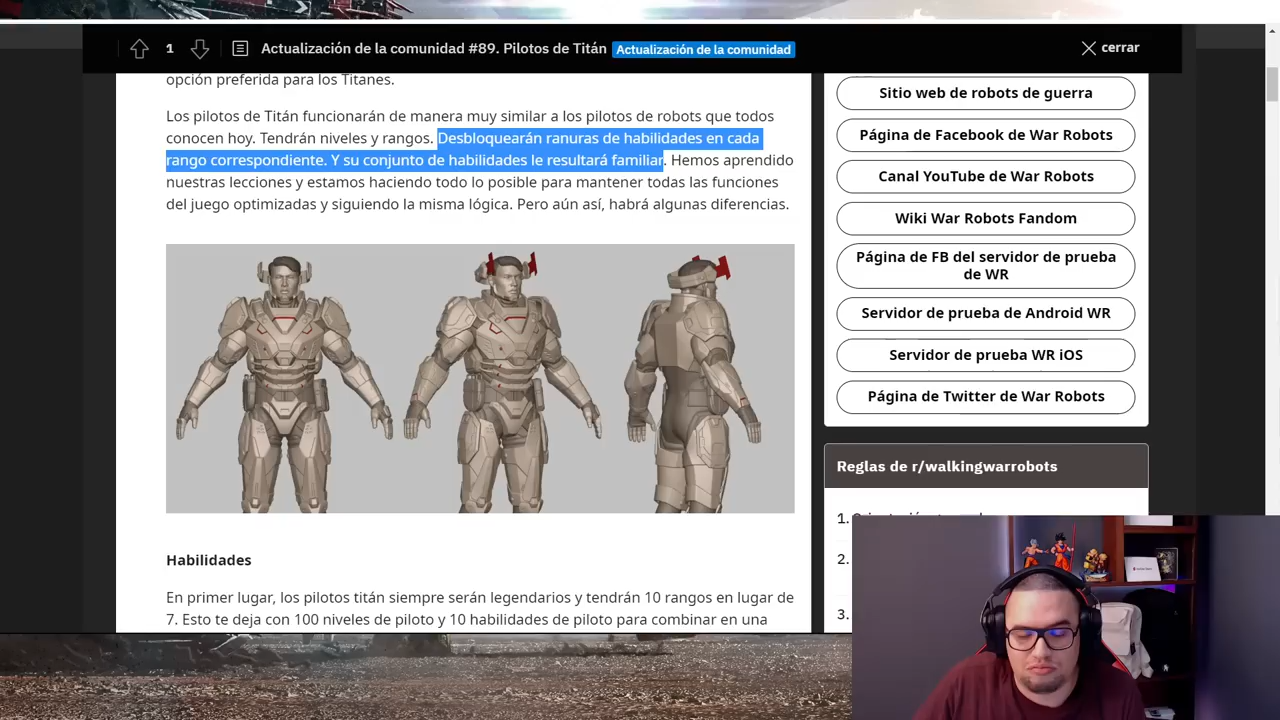 1
Actualización de la comunidad #89. Pilotos de Titán
Actualización de la comunidad
cerrar
opción preferida para los Titanes.
Los pilotos de Titán funcionarán de manera muy similar a los pilotos de robots que todos
conocen hoy. Tendrán niveles y rangos. Desbloquearán ranuras de habilidades en cada
rango correspondiente. Y su conjunto de habilidades le resultará familiar. Hemos aprendido
nuestras lecciones y estamos haciendo todo lo posible para mantener todas las funciones
del juego optimizadas y siguiendo la misma lógica. Pero aún así, habrá algunas diferencias.
Habilidades
En primer lugar, los pilotos titán siempre serán legendarios y tendrán 10 rangos en lugar de
7. Esto te deja con 100 niveles de piloto y 10 habilidades de piloto para combinar en una
Sitio web de robots de guerra
Página de Facebook de War Robots
Canal YouTube de War Robots
Wiki War Robots Fandom
Página de FB del servidor de prueba
de WR
Servidor de prueba de Android WR
Servidor de prueba WR iOS
Página de Twitter de War Robots
Reglas de r/walkingwarrobots
1.
2.
3.